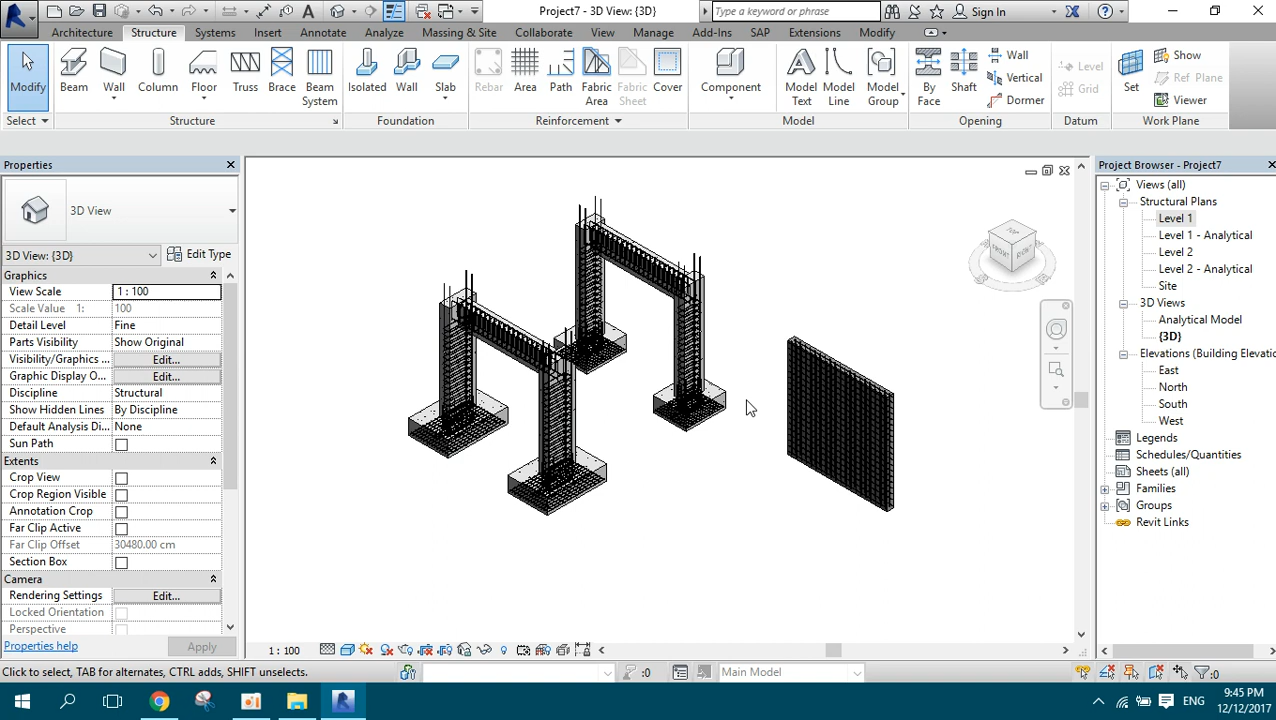 Project7 - 3D View: {3D}
Type a keyword or phrase
Sign In
Architecture Structure Systems Insert Annotate Analyze Massing & Site Collaborate View Manage Add-Ins SAP Extensions Modify
Modify Beam Wall Column Floor Truss Brace Beam System Isolated Wall Slab Rebar Area Path Fabric Area Fabric Sheet Cover Component Model Text Model Line Model Group By Face Shaft Wall Vertical Dormer Level Grid Set Show Ref Plane Viewer
Select Structure Foundation Reinforcement Model Opening Datum Work Plane
Properties
3D View
3D View: {3D} Edit Type
Graphics
View Scale 1 : 100
Scale Value 1: 100
Detail Level Fine
Parts Visibility Show Original
Visibility/Graphics ... Edit...
Graphic Display O... Edit...
Discipline Structural
Show Hidden Lines By Discipline
Default Analysis Di... None
Sun Path
Extents
Crop View
Crop Region Visible
Annotation Crop
Far Clip Active
Far Clip Offset 30480.00 cm
Section Box
Camera
Rendering Settings Edit...
Locked Orientation
Perspective
Properties help Apply
TOP
FRONT RIGHT
1 : 100
Project Browser - Project7
Views (all)
Structural Plans
Level 1
Level 1 - Analytical
Level 2
Level 2 - Analytical
Site
3D Views
Analytical Model
{3D}
Elevations (Building Elevatio
East
North
South
West
Legends
Schedules/Quantities
Sheets (all)
Families
Groups
Revit Links
Click to select, TAB for alternates, CTRL adds, SHIFT unselects. :0 Main Model :0
ENG
9:45 PM
12/12/2017